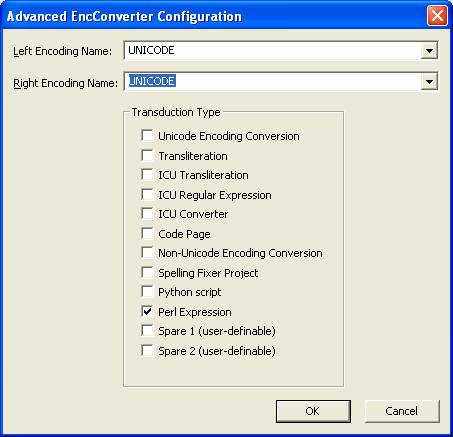 Advanced EncConverter Configuration
Left Encoding Name: UNICODE
Right Encoding Name: UNICODE
Transduction Type
Unicode Encoding Conversion
Transliteration
ICU Transliteration
ICU Regular Expression
ICU Converter
Code Page
Non-Unicode Encoding Conversion
Spelling Fixer Project
Python script
Perl Expression
Spare 1 (user-definable)
Spare 2 (user-definable)
OK Cancel